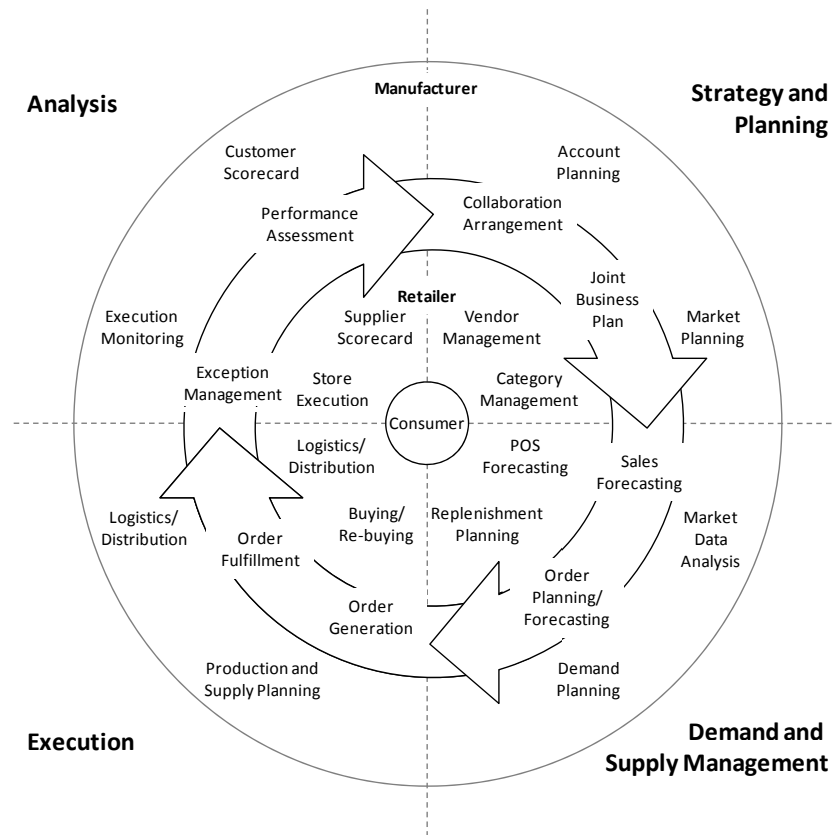 Analysis
Manufacturer
Strategy and
Planning
Customer
Scorecard
Account
Planning
Performance
Assessment
Collaboration
Arrangement
Joint
Business
Plan
Retailer
Execution
Monitoring
Supplier
Scorecard
Vendor
Management
Market
Planning
Exception
Management
Store
Execution
Category
Management
Consumer
Logistics/
Distribution
POS
Forecasting
Sales
Forecasting
Logistics/
Distribution
Order
Fulfillment
Buying/
Re-buying
Replenishment
Planning
Market
Data
Analysis
Order
Generation
Order
Planning/
Forecasting
Production and
Supply Planning
Demand
Planning
Execution
Demand and
Supply Management